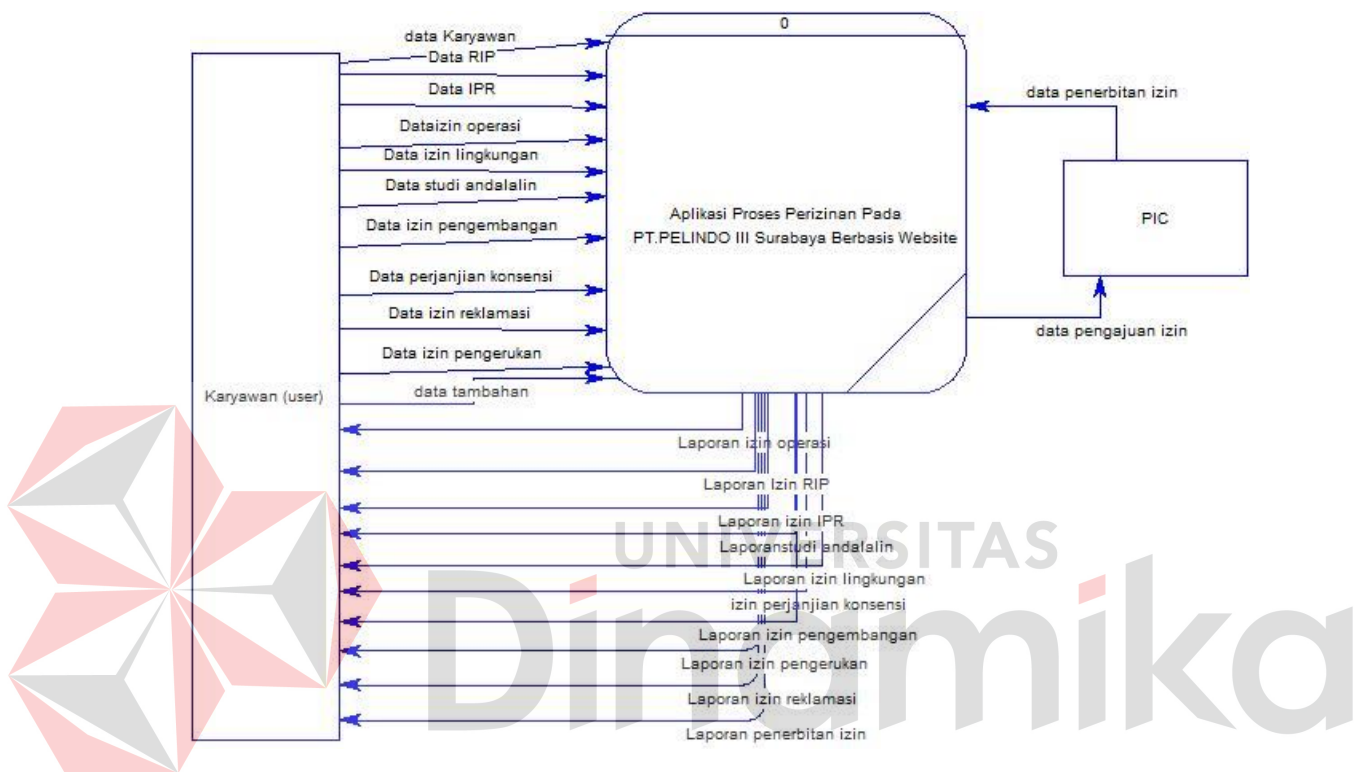 0
data Karyawan
Data RIP
Data IPR
Dataizin operasi
Data izin lingkungan
Data studi andalalin
Data izin pengembangan
Data perjanjian konsensi
Data izin reklamasi
Data izin pengerukan
data tambahan
Karyawan (user)
Aplikasi Proses Perizinan Pada
PT.PELINDO III Surabaya Berbasis Website
data penerbitan izin
PIC
data pengajuan izin
Laporan izin operasi
Laporan Izin RIP
Laporan izin IPR
Laporanstudi andalalin
Laporan izin lingkungan
izin perjanjian konsensi
Laporan izin pengembangan
Laporan izin pengerukan
Laporan izin reklamasi
Laporan penerbitan izin
UNIVERSITAS
Dinamika